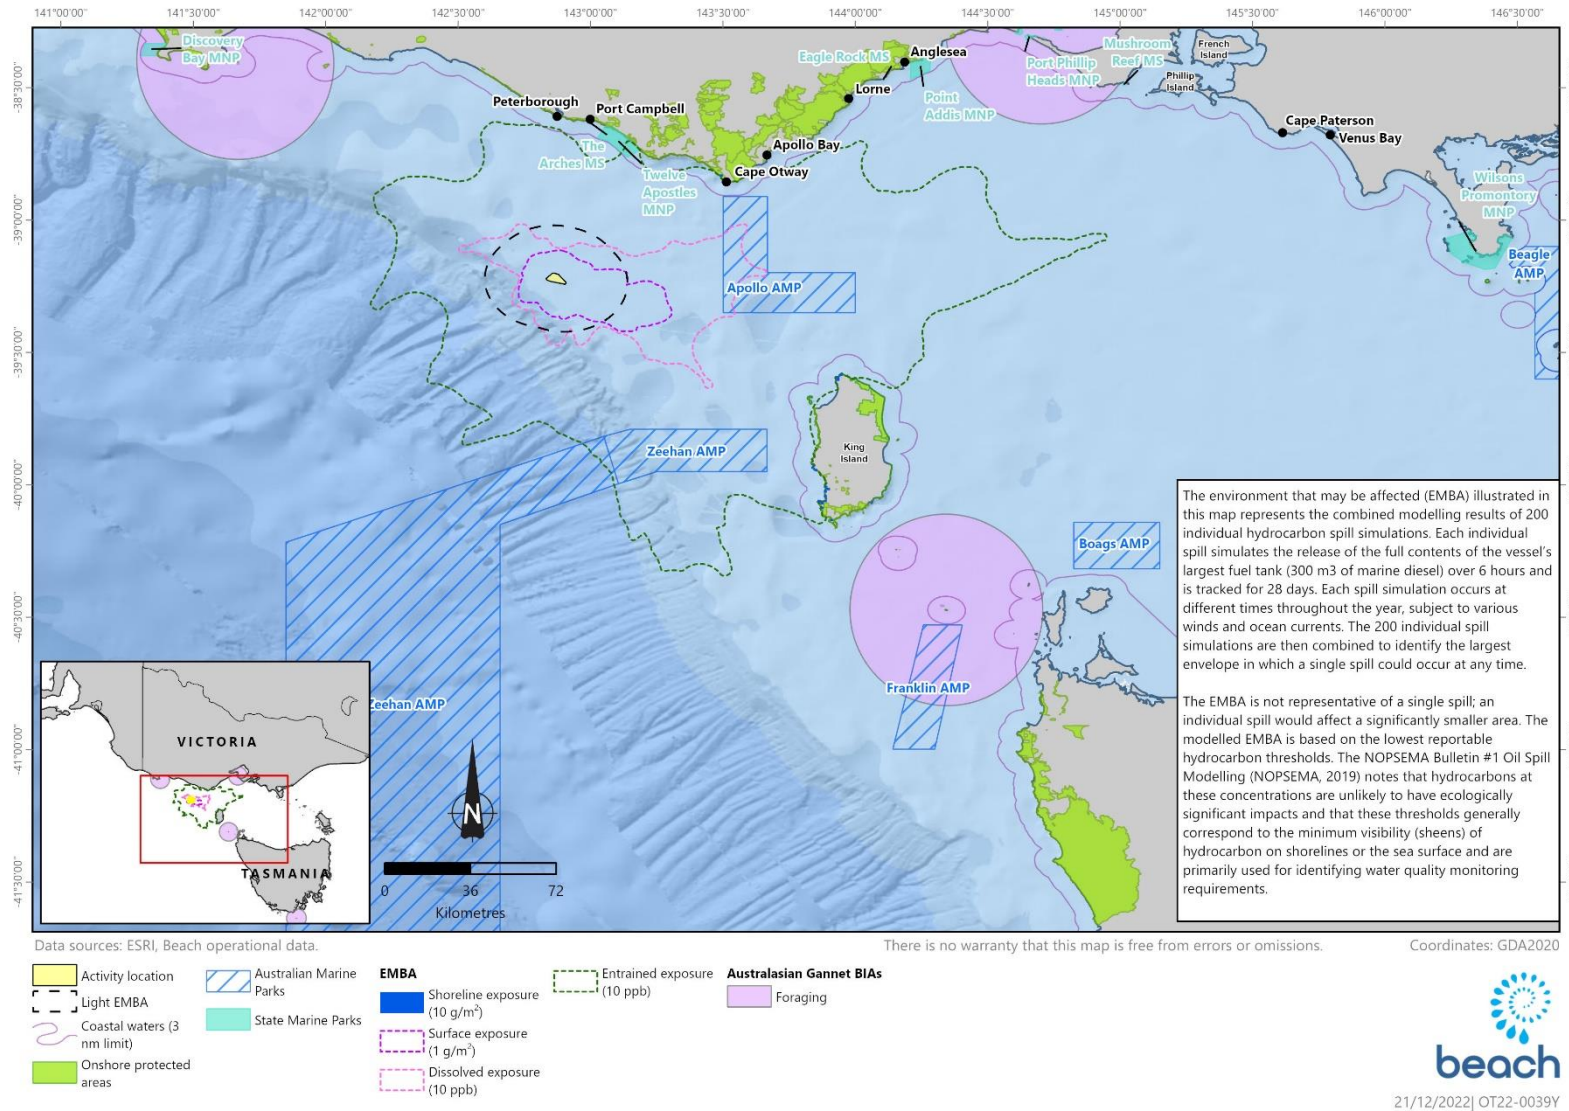 141°00'00"
141°30'00"
142°00'00"
142°30'00"
143°00'00"
143°30'00"
144°00'00"
144°30'00"
145°00'00"
145°30'00"
146°00'00"
146°30'00"
-38°30'00"
-39°00'00"
-39°30'00"
-40°00'00"
-40°30'00"
-41°00'00"
-41°30'00"
Discovery
Bay MNP
Peterborough
Port Campbell
The
Arches MS
Twelve
Apostles
MNP
Cape Otway
Apollo Bay
Lorne
Eagle Rock MS
Anglesea
Point
Addis MNP
Port Phillip
Heads MNP
Mushroom
Reef MS
French
Island
Phillip
Island
Cape Paterson
Venus Bay
Wilsons
Promontory
MNP
Beagle
AMP
Apollo AMP
Zeehan AMP
King
Island
Boags AMP
Franklin AMP
Zeehan AMP
VICTORIA
TASMANIA
N
0 36 72
Kilometres
The environment that may be affected (EMBA) illustrated in
this map represents the combined modelling results of 200
individual hydrocarbon spill simulations. Each individual
spill simulates the release of the full contents of the vessel's
largest fuel tank (300 m3 of marine diesel) over 6 hours and
is tracked for 28 days. Each spill simulation occurs at
different times throughout the year, subject to various
winds and ocean currents. The 200 individual spill
simulations are then combined to identify the largest
envelope in which a single spill could occur at any time.
The EMBA is not representative of a single spill; an
individual spill would affect a significantly smaller area. The
modelled EMBA is based on the lowest reportable
hydrocarbon thresholds. The NOPSEMA Bulletin #1 Oil Spill
Modelling (NOPSEMA, 2019) notes that hydrocarbons at
these concentrations are unlikely to have ecologically
significant impacts and that these thresholds generally
correspond to the minimum visibility (sheens) of
hydrocarbon on shorelines or the sea surface and are
primarily used for identifying water quality monitoring
requirements.
Data sources: ESRI, Beach operational data.
There is no warranty that this map is free from errors or omissions.
Coordinates: GDA2020
Activity location
Light EMBA
Coastal waters (3
nm limit)
Onshore protected
areas
Australian Marine
Parks
State Marine Parks
EMBA
Shoreline exposure
(10 g/m²)
Surface exposure
(1 g/m²)
Dissolved exposure
(10 ppb)
Entrained exposure
(10 ppb)
Australasian Gannet BIAs
Foraging
beach
21/12/2022| OT22-0039Y